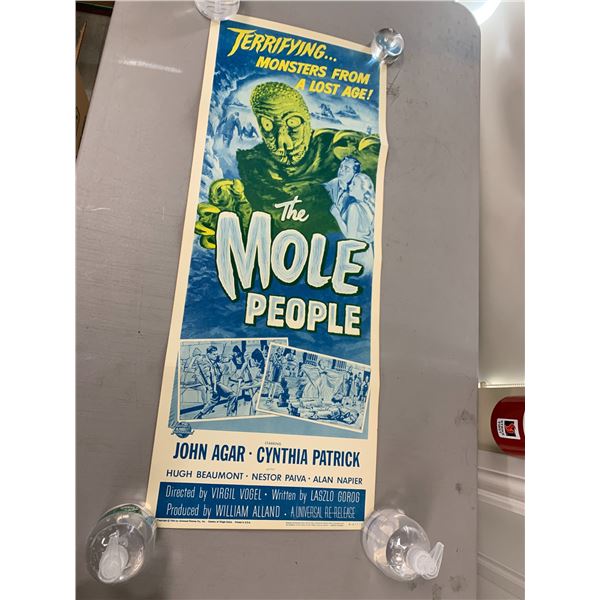 TERRIFYING...
MONSTERS FROM
A LOST AGE!
The
MOLE
PEOPLE
STARRING
JOHN AGAR · CYNTHIA PATRICK
HUGH BEAUMONT · NESTOR PAIVA · ALAN NAPIER
Directed by VIRGIL VOGEL · Written by LASZLO GOROG
Produced by WILLIAM ALLAND · A UNIVERSAL RE-RELEASE